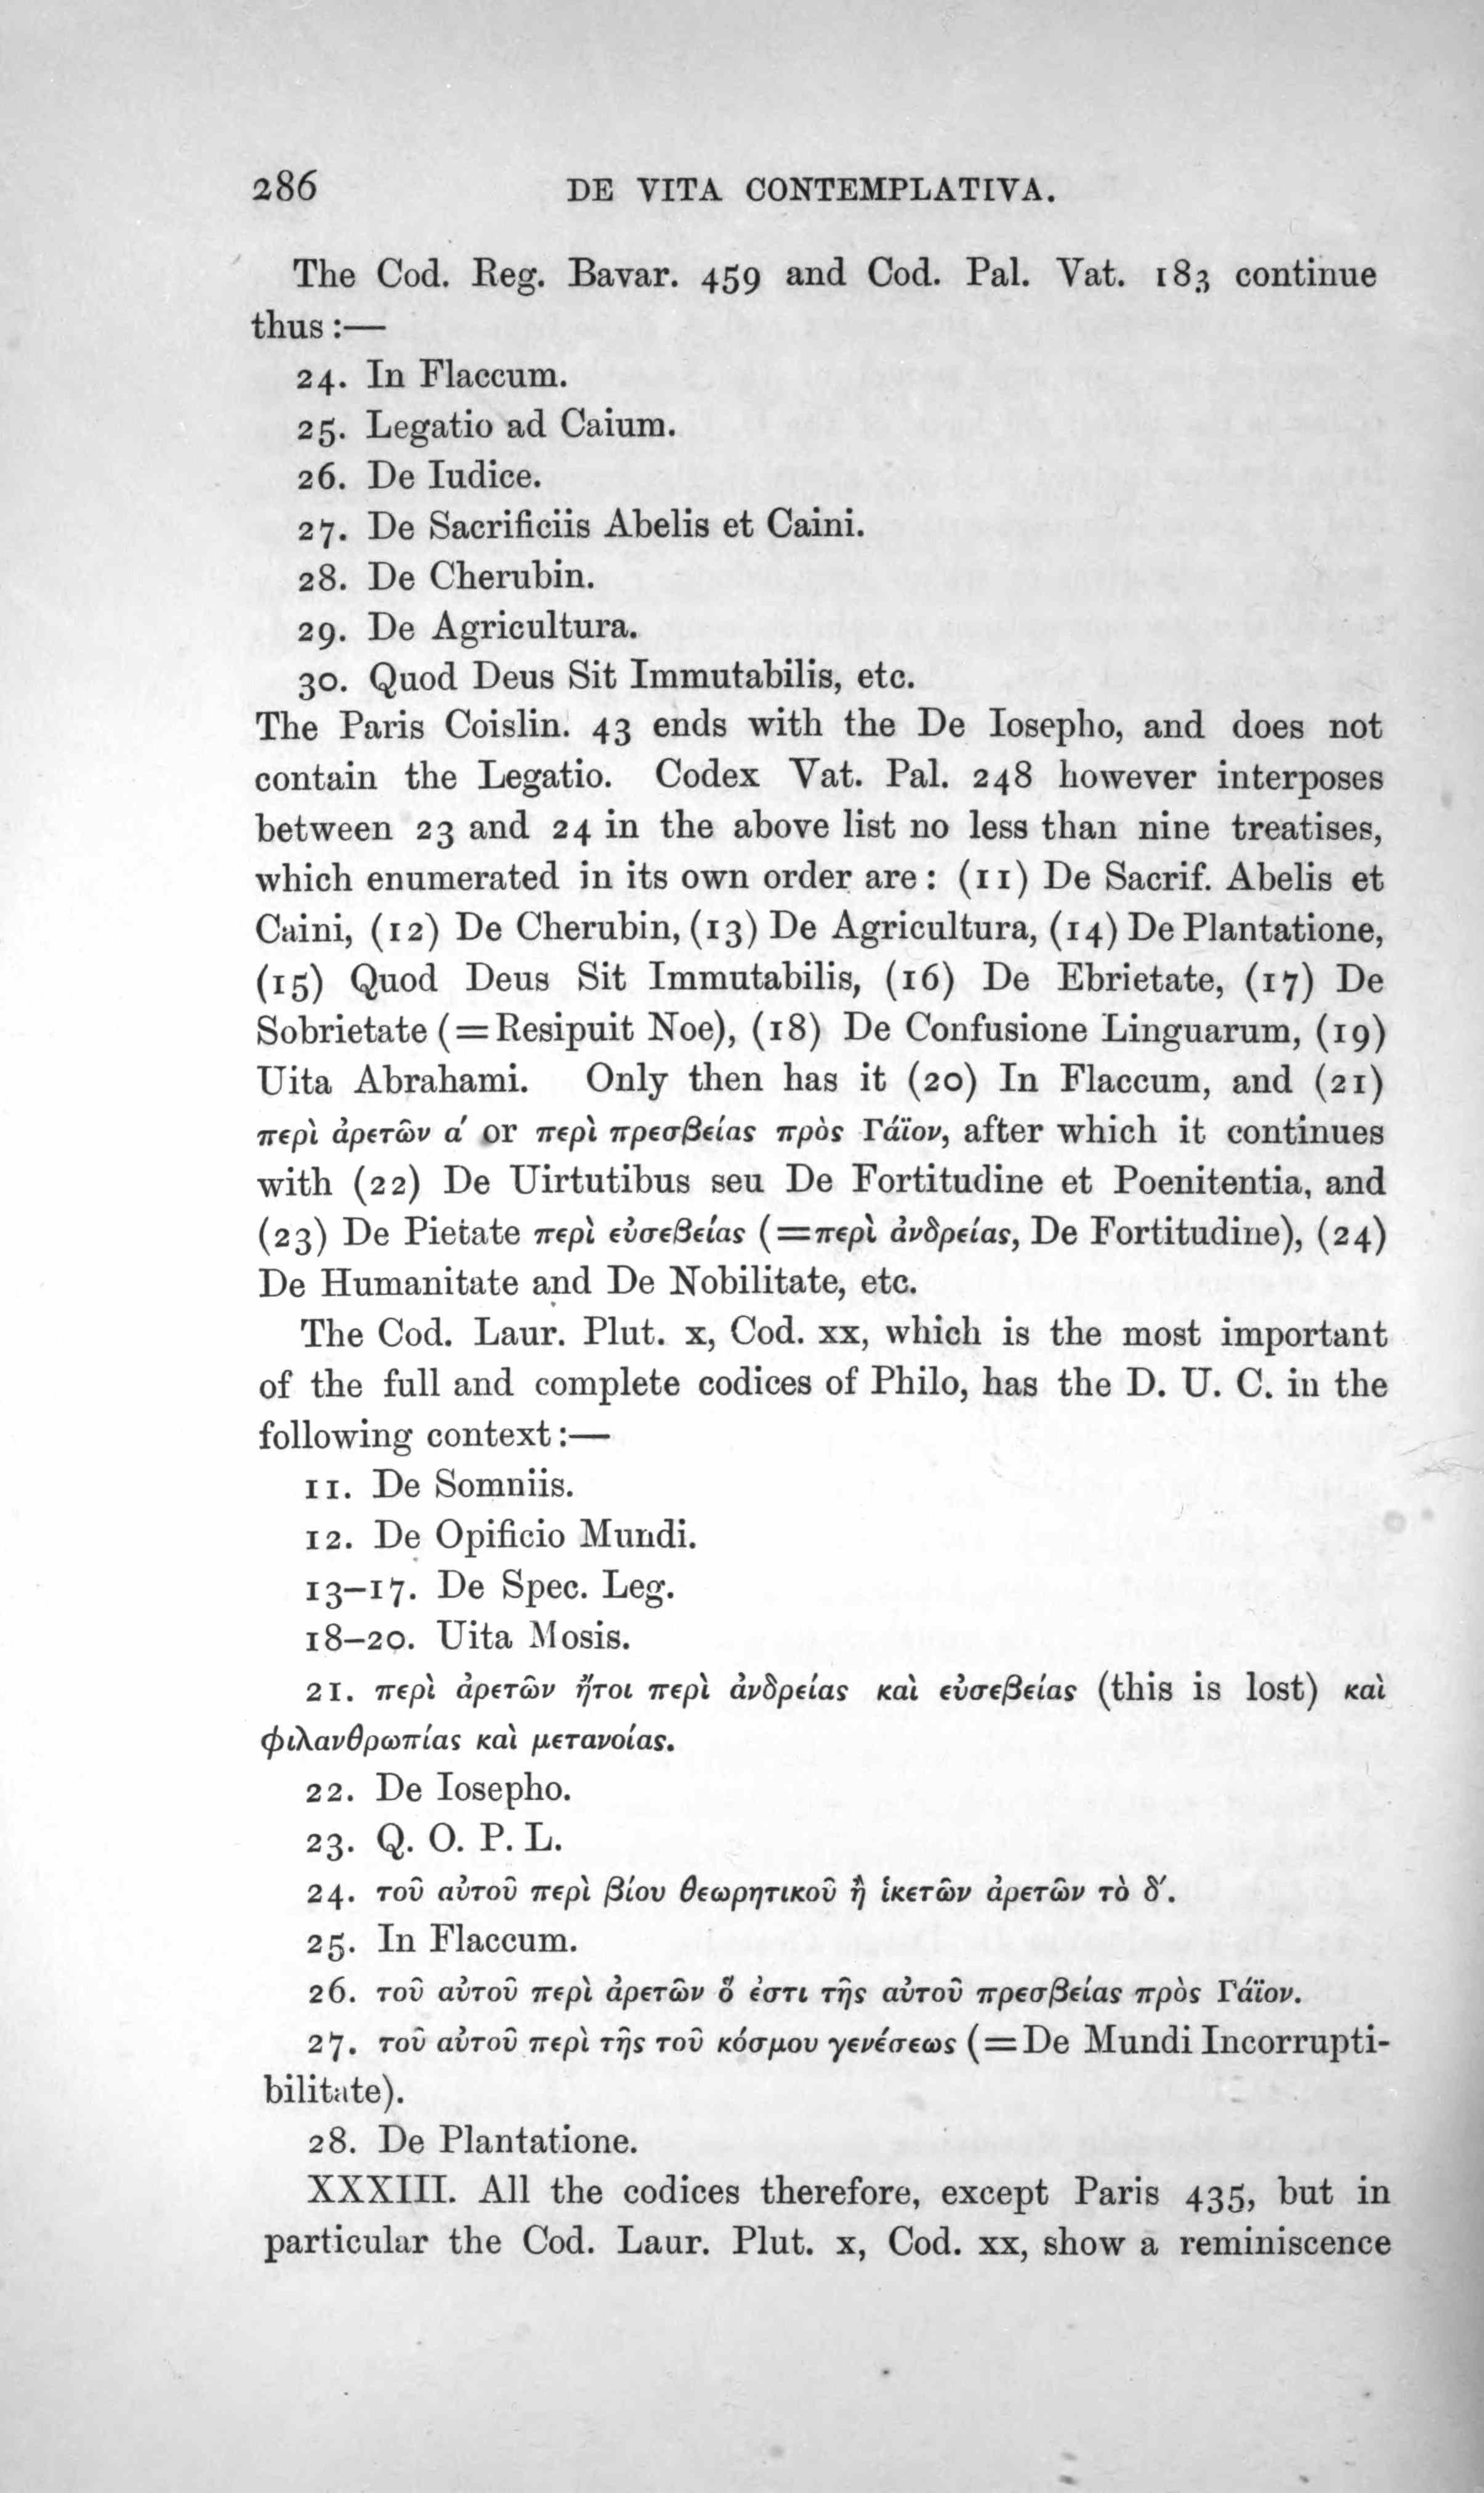 286 DE VITA CONTEMPLATIVA.
The Cod. Reg. Bavar. 459 and Cod. Pal. Vat. 183 continue
thus :—
24. In Flaccum.
25. Legatio ad Caium.
26. De Iudice.
27. De Sacrificiis Abelis et Caini.
28. De Cherubin.
29. De Agricultura.
30. Quod Deus Sit Immutabilis, etc.
The Paris Coislin. 43 ends with the De Iosepho, and does not
contain the Legatio. Codex Vat. Pal. 248 however interposes
between 23 and 24 in the above list no less than nine treatises,
which enumerated in its own order are : (11) De Sacrif. Abelis et
Caini, (12) De Cherubin, (13) De Agricultura, (14) De Plantatione,
(15) Quod Deus Sit Immutabilis, (16) De Ebrietate, (17) De
Sobrietate (=Resipuit Noe), (18) De Confusione Linguarum, (19)
Uita Abrahami. Only then has it (20) In Flaccum, and (21)
περὶ ἀρετῶν α´ or περὶ πρεσβείας πρὸς Γάϊον, after which it continues
with (22) De Uirtutibus seu De Fortitudine et Poenitentia, and
(23) De Pietate περὶ εὐσεβείας (=περὶ ἀνδρείας, De Fortitudine), (24)
De Humanitate and De Nobilitate, etc.
The Cod. Laur. Plut. x, Cod. xx, which is the most important
of the full and complete codices of Philo, has the D. U. C. in the
following context :—
11. De Somniis.
12. De Opificio Mundi.
13–17. De Spec. Leg.
18–20. Uita Mosis.
21. περὶ ἀρετῶν ἤτοι περὶ ἀνδρείας καὶ εὐσεβείας (this is lost) καὶ
φιλανθρωπίας καὶ μετανοίας.
22. De Iosepho.
23. Q. O. P. L.
24. τοῦ αὐτοῦ περὶ βίου θεωρητικοῦ ἢ ἱκετῶν ἀρετῶν τὸ δ´.
25. In Flaccum.
26. τοῦ αὐτοῦ περὶ ἀρετῶν ὅ ἐστι τῆς αὐτοῦ πρεσβείας πρὸς Γάϊον.
27. τοῦ αὐτοῦ περὶ τῆς τοῦ κόσμου γενέσεως (=De Mundi Incorrupti-
bilitate).
28. De Plantatione.
XXXIII. All the codices therefore, except Paris 435, but in
particular the Cod. Laur. Plut. x, Cod. xx, show a reminiscence